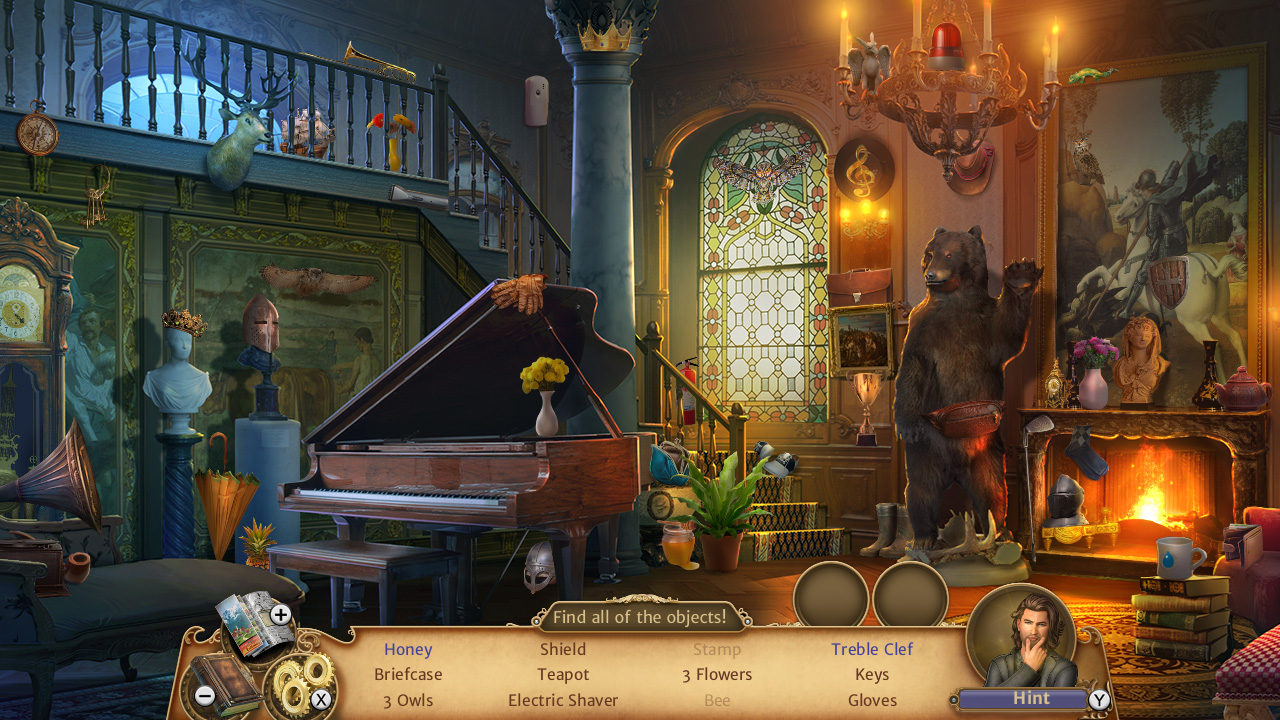 Find all of the objects!
Honey Shield Stamp Treble Clef
Briefcase Teapot 3 Flowers Keys
3 Owls Electric Shaver Bee Gloves
+
−
X
Hint
Y